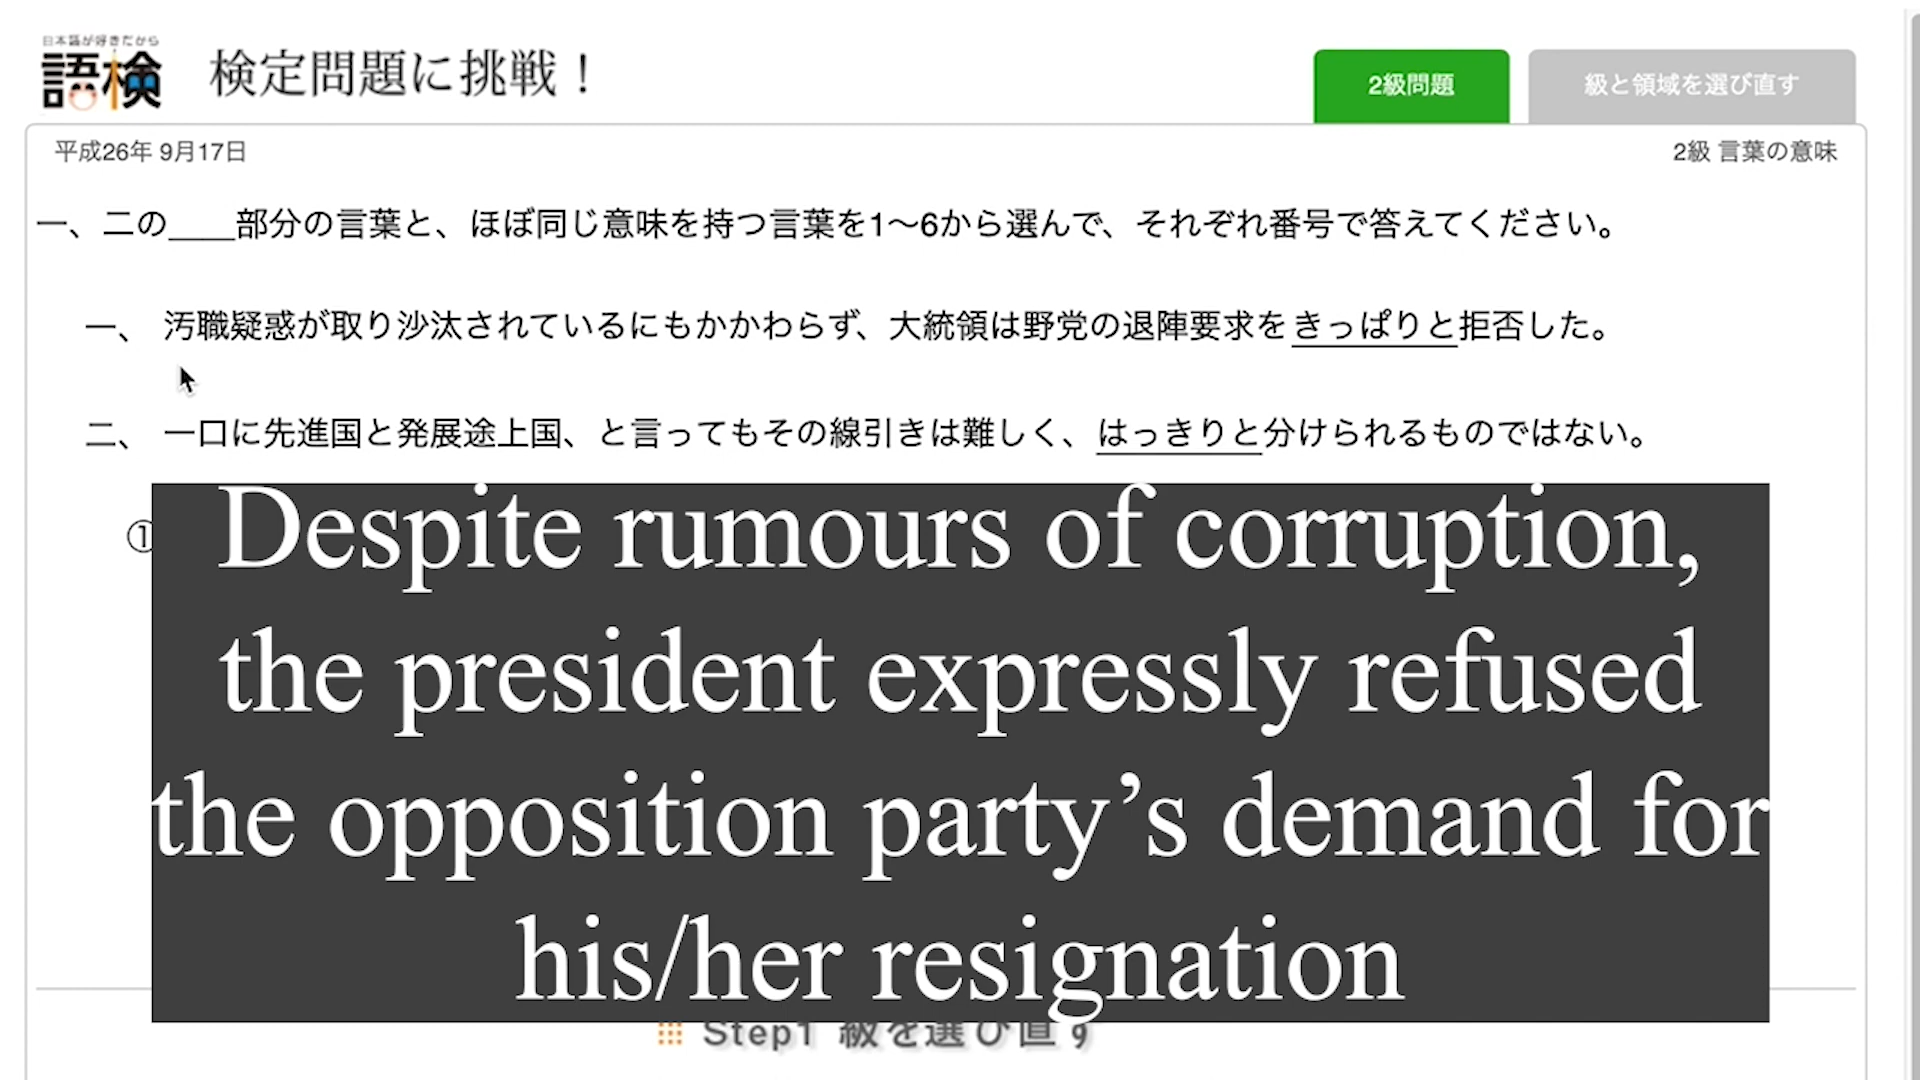 日本語が好きだから
語検
検定問題に挑戦！
2級問題
級と領域を選び直す
平成26年 9月17日
2級 言葉の意味
一、二の____部分の言葉と、ほぼ同じ意味を持つ言葉を1〜6から選んで、それぞれ番号で答えてください。
一、 汚職疑惑が取り沙汰されているにもかかわらず、大統領は野党の退陣要求をきっぱりと拒否した。
二、 一口に先進国と発展途上国、と言ってもその線引きは難しく、はっきりと分けられるものではない。
①
Despite rumours of corruption,
the president expressly refused
the opposition party’s demand for
his/her resignation
Step1 級を選び直す